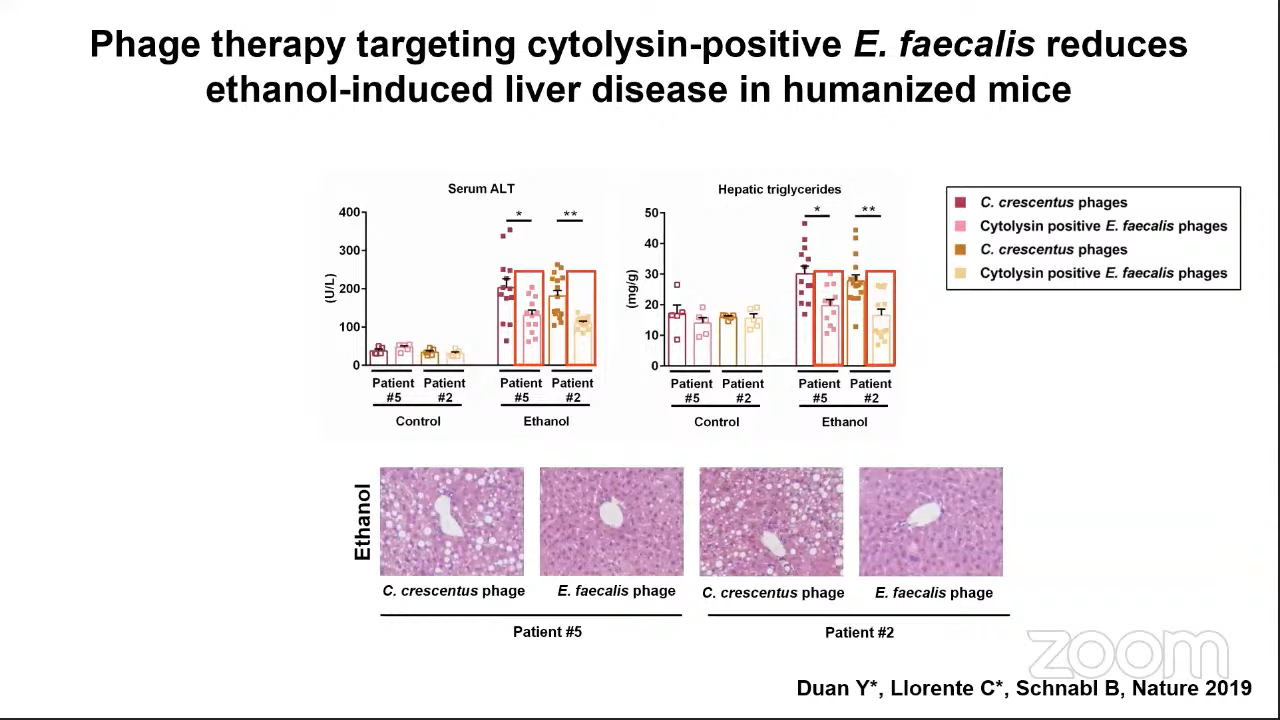 Phage therapy targeting cytolysin-positive E. faecalis reduces
ethanol-induced liver disease in humanized mice
Serum ALT
400
300
200
100
0
(U/L)
* **
Patient #5
Patient #2
Patient #5
Patient #2
Control
Ethanol
Hepatic triglycerides
50
40
30
20
10
0
(mg/g)
* **
Patient #5
Patient #2
Patient #5
Patient #2
Control
Ethanol
C. crescentus phages
Cytolysin positive E. faecalis phages
C. crescentus phages
Cytolysin positive E. faecalis phages
Ethanol
C. crescentus phage
E. faecalis phage
C. crescentus phage
E. faecalis phage
Patient #5
Patient #2
zoom
Duan Y*, Llorente C*, Schnabl B, Nature 2019